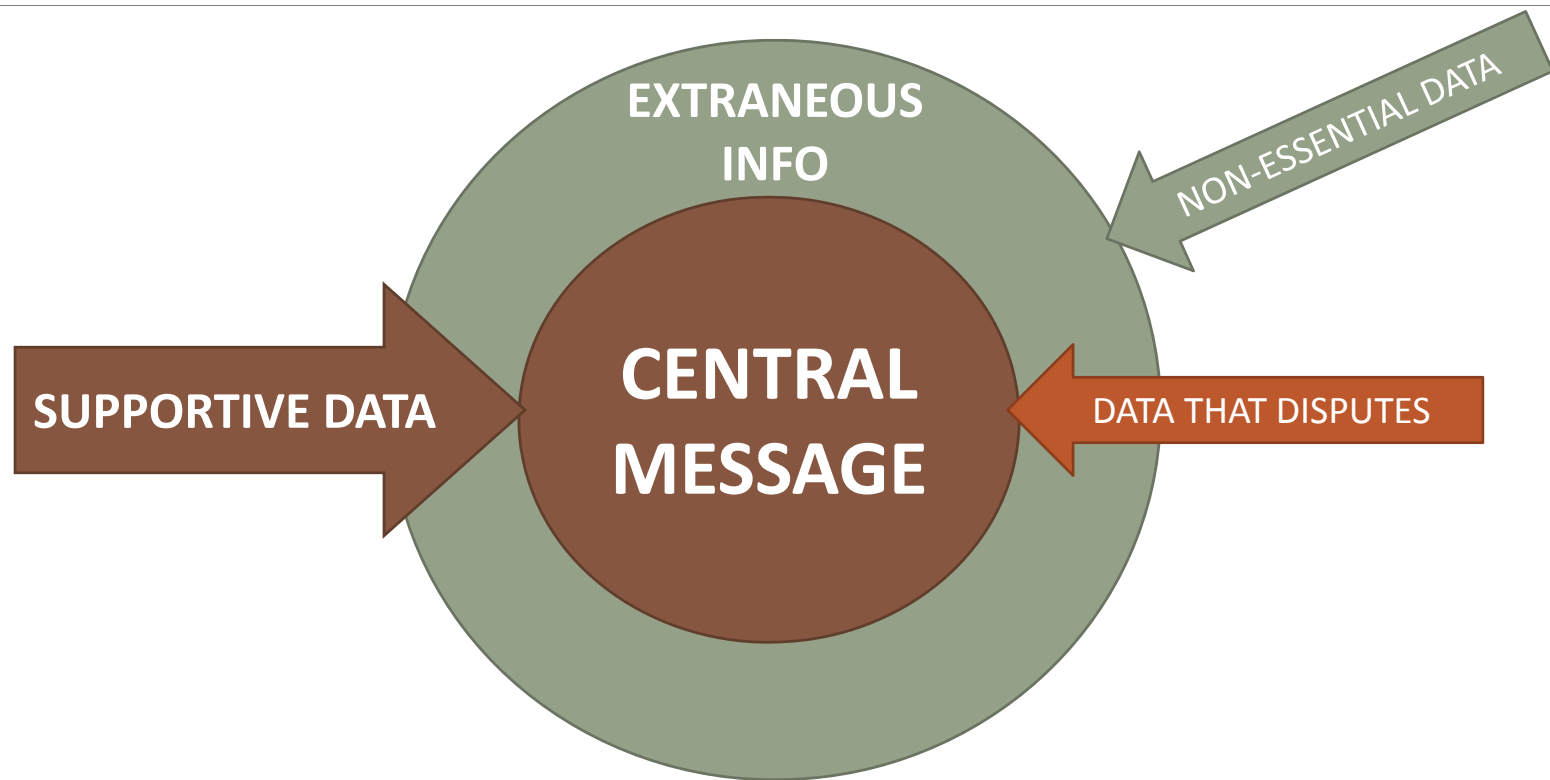 EXTRANEOUS
INFO
NON-ESSENTIAL DATA
CENTRAL
MESSAGE
SUPPORTIVE DATA
DATA THAT DISPUTES